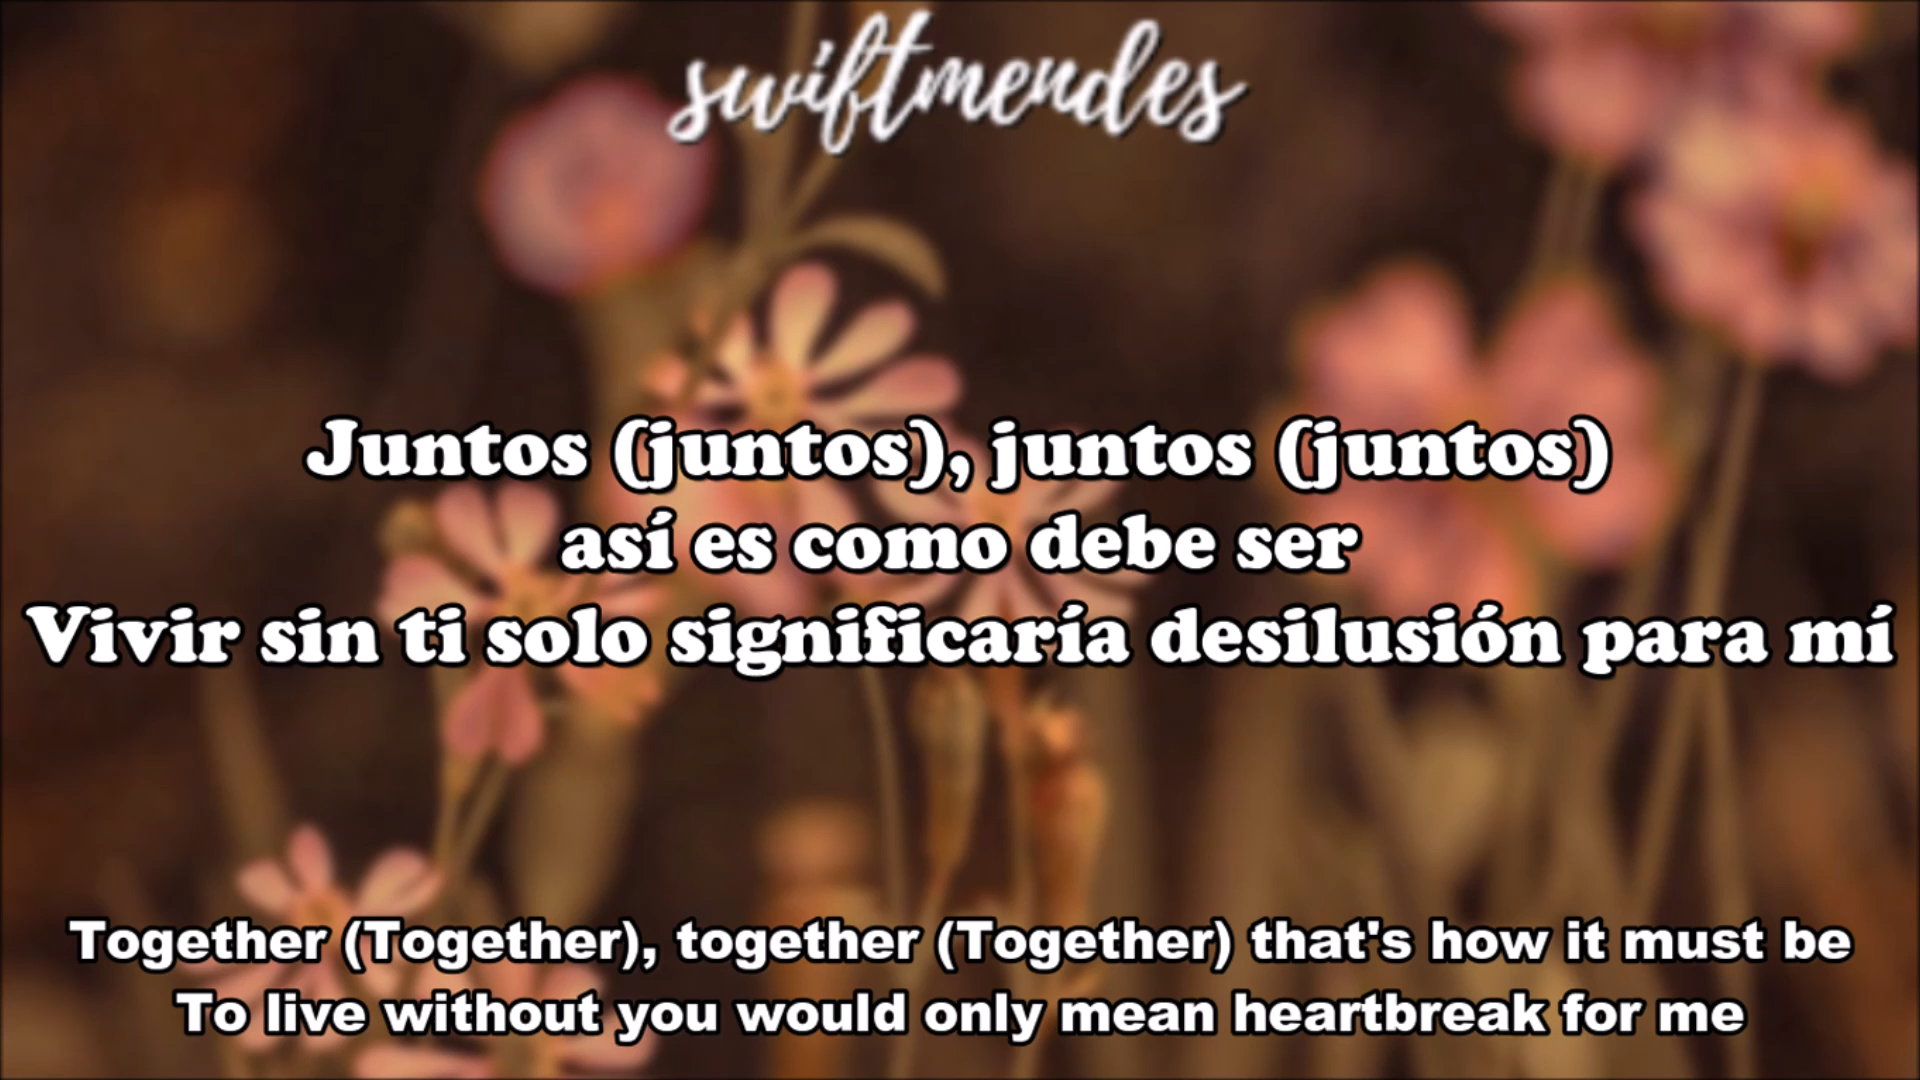 swiftmendes
Juntos (juntos), juntos (juntos)
así es como debe ser
Vivir sin ti solo significaría desilusión para mí
Together (Together), together (Together) that's how it must be
To live without you would only mean heartbreak for me